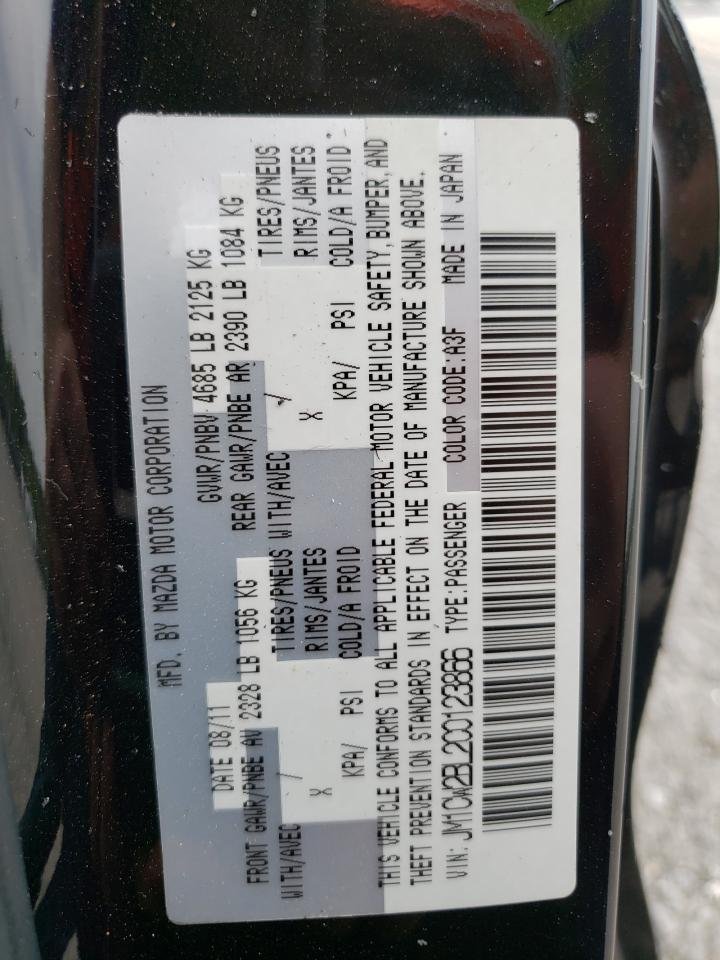 MFD. BY MAZDA MOTOR CORPORATION
DATE 08/11 GVWR/PNBV 4685 LB 2125 KG
FRONT GAWR/PNBE AV 2328 LB 1056 KG REAR GAWR/PNBE AR 2390 LB 1084 KG
WITH/AVEC / TIRES/PNEUS WITH/AVEC / TIRES/PNEUS
X RIMS/JANTES X RIMS/JANTES
KPA/ PSI COLD/A FROID KPA/ PSI COLD/A FROID
THIS VEHICLE CONFORMS TO ALL APPLICABLE FEDERAL MOTOR VEHICLE SAFETY, BUMPER, AND
THEFT PREVENTION STANDARDS IN EFFECT ON THE DATE OF MANUFACTURE SHOWN ABOVE.
VIN: JM1CW2BL2C0123866 TYPE:PASSENGER COLOR CODE:A3F MADE IN JAPAN